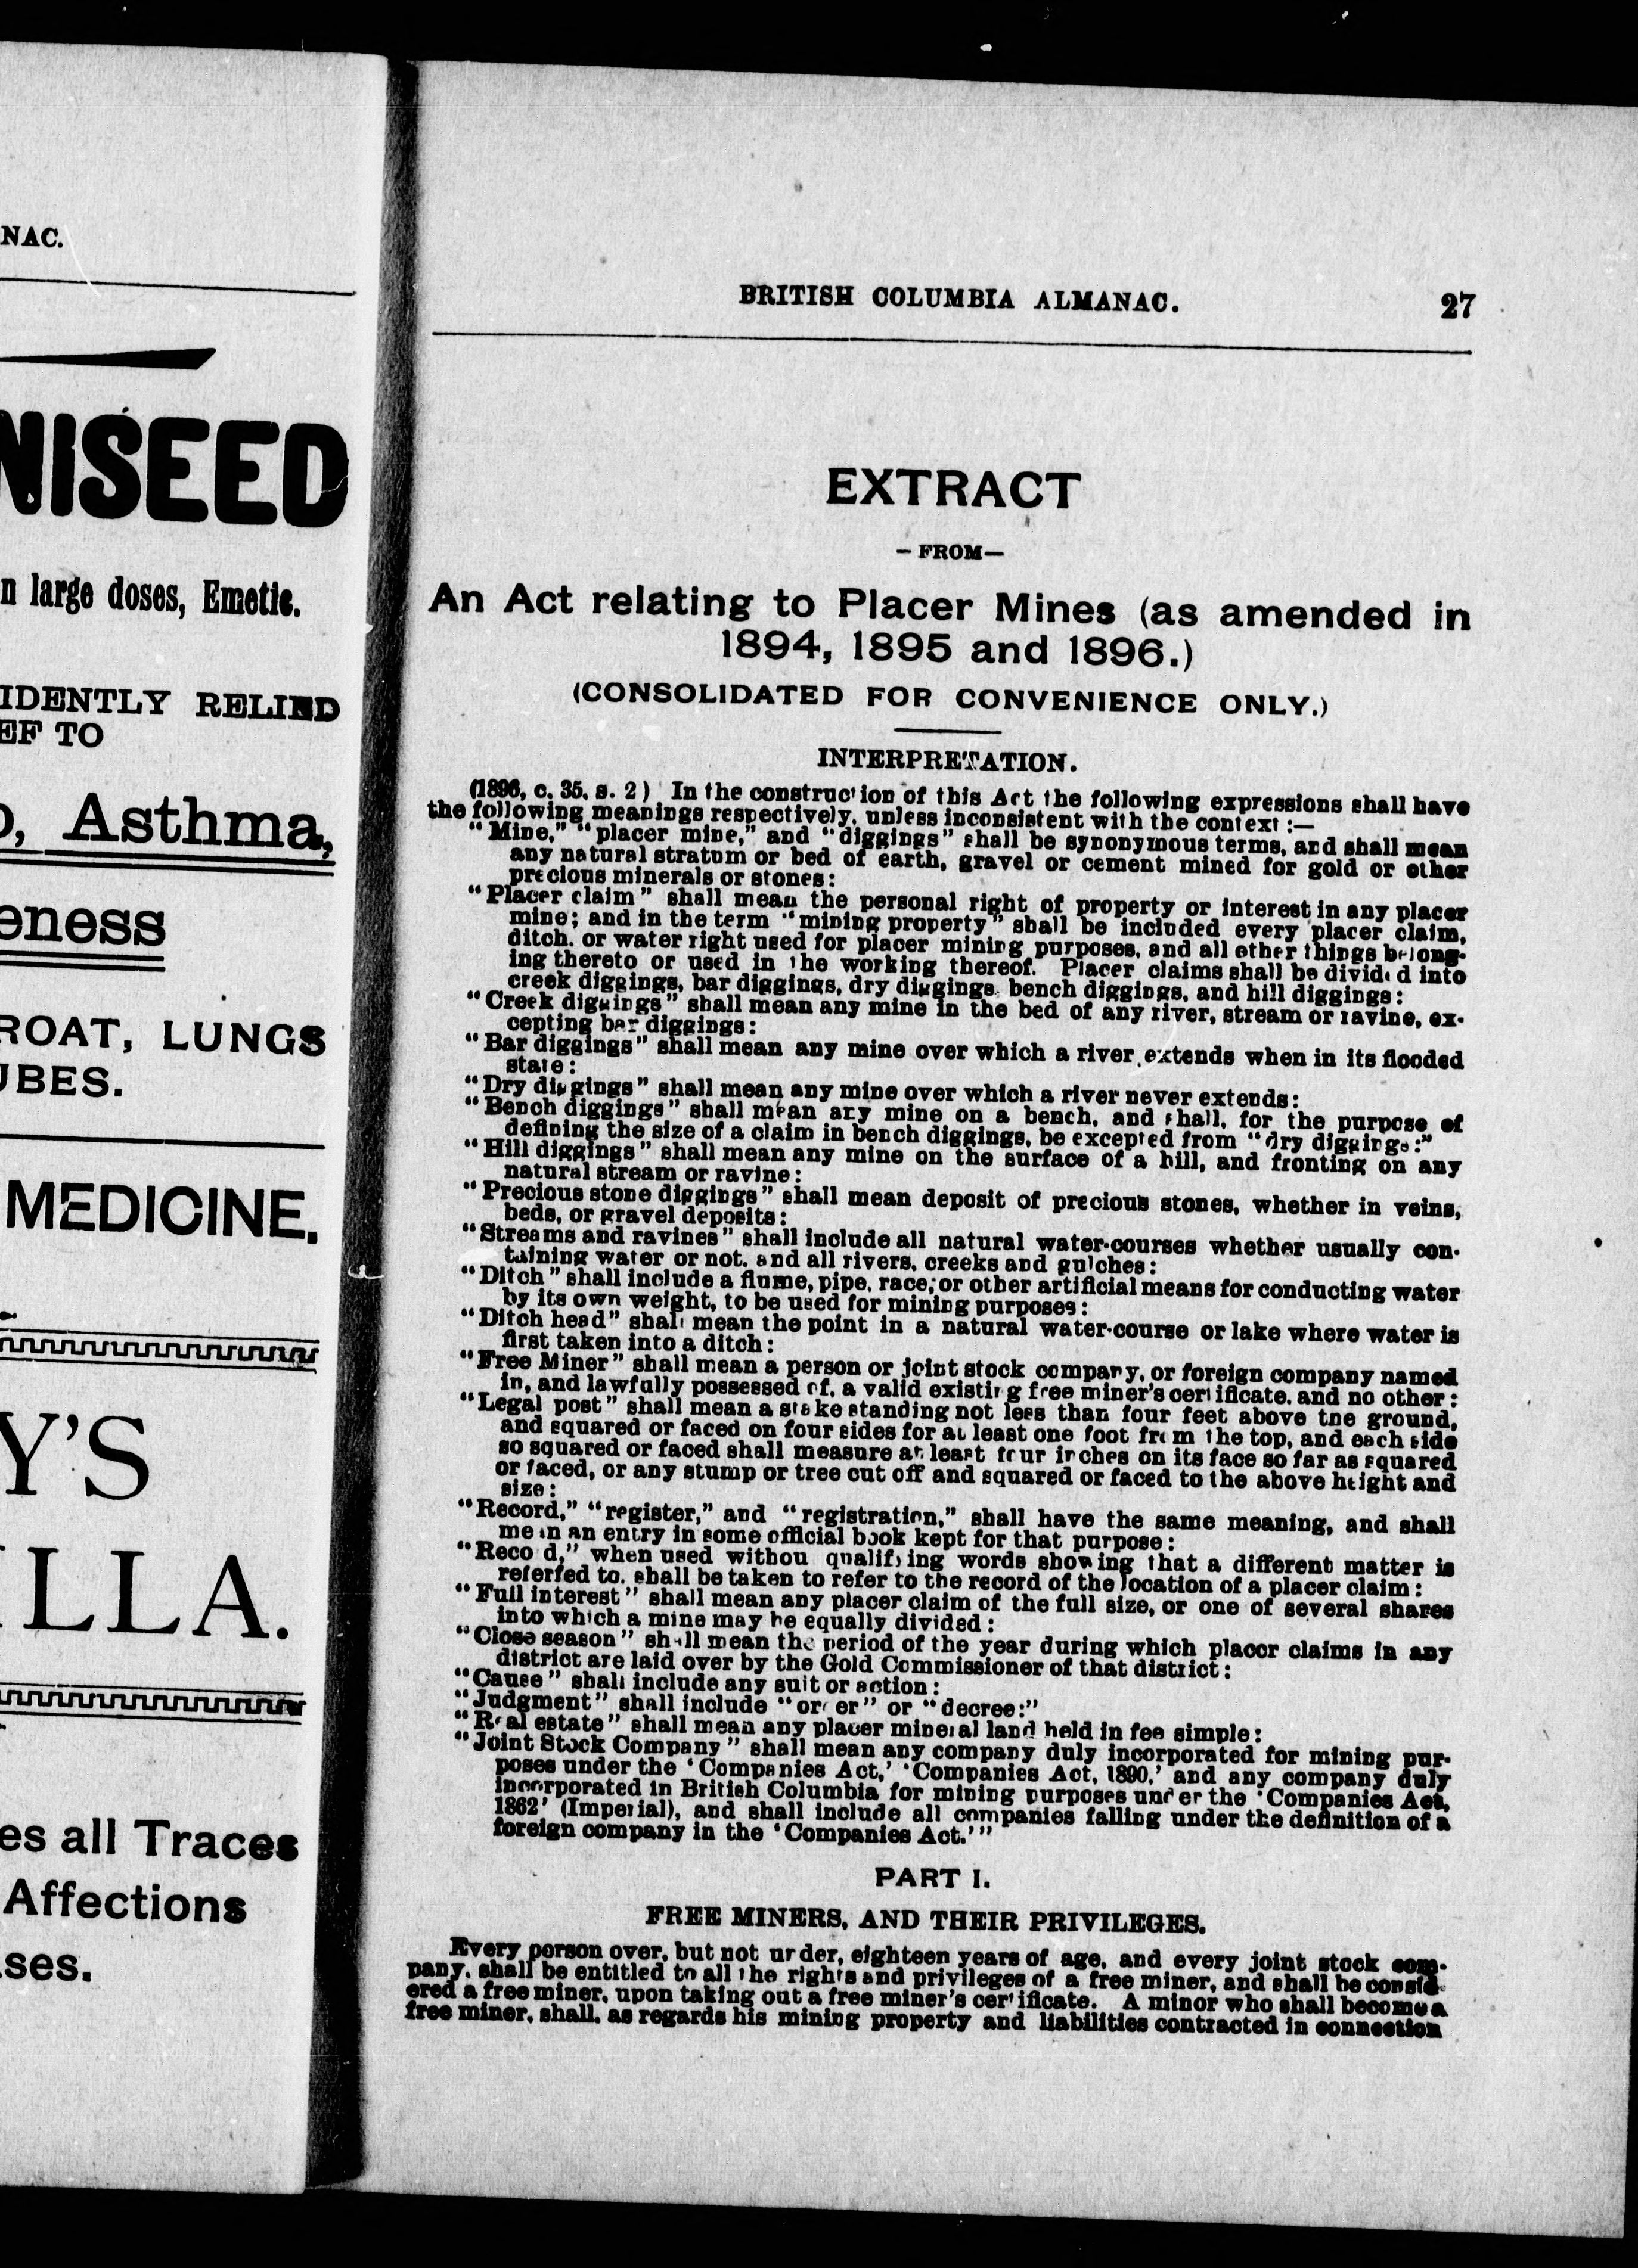 NAC.
NISEED
n large doses, Emetic.
IDENTLY RELIED
EF TO
, Asthma,
eness
ROAT, LUNGS
UBES.
MEDICINE.
Y'S
ILLA.
es all Traces
Affections
ses.
BRITISH COLUMBIA ALMANAC. 27
EXTRACT
— FROM —
An Act relating to Placer Mines (as amended in
1894, 1895 and 1896.)
(CONSOLIDATED FOR CONVENIENCE ONLY.)
INTERPRETATION.
(1896, c. 35, s. 2) In the construction of this Act the following expressions shall have
the following meanings respectively, unless inconsistent with the context :—
"Mine," "placer mine," and "diggings" shall be synonymous terms, and shall mean
any natural stratum or bed of earth, gravel or cement mined for gold or other
precious minerals or stones:
"Placer claim" shall mean the personal right of property or interest in any placer
mine; and in the term "mining property" shall be included every placer claim,
ditch, or water right used for placer mining purposes, and all other things belong-
ing thereto or used in the working thereof. Placer claims shall be divided into
creek diggings, bar diggings, dry diggings, bench diggings, and hill diggings:
"Creek diggings" shall mean any mine in the bed of any river, stream or ravine, ex-
cepting bar diggings:
"Bar diggings" shall mean any mine over which a river extends when in its flooded
state:
"Dry diggings" shall mean any mine over which a river never extends:
"Bench diggings" shall mean any mine on a bench, and shall, for the purpose of
defining the size of a claim in bench diggings, be excepted from "dry diggings:"
"Hill diggings" shall mean any mine on the surface of a hill, and fronting on any
natural stream or ravine:
"Precious stone diggings" shall mean deposit of precious stones, whether in veins,
beds, or gravel deposits:
"Streams and ravines" shall include all natural water-courses whether usually con-
taining water or not, and all rivers, creeks and gulches:
"Ditch" shall include a flume, pipe, race, or other artificial means for conducting water
by its own weight, to be used for mining purposes:
"Ditch head" shall mean the point in a natural water-course or lake where water is
first taken into a ditch:
"Free Miner" shall mean a person or joint stock company, or foreign company named
in, and lawfully possessed of, a valid existing free miner's certificate, and no other:
"Legal post" shall mean a stake standing not less than four feet above tne ground,
and squared or faced on four sides for at least one foot from the top, and each side
so squared or faced shall measure at least four inches on its face so far as squared
or faced, or any stump or tree cut off and squared or faced to the above height and
size:
"Record," "register," and "registration," shall have the same meaning, and shall
mean an entry in some official book kept for that purpose:
"Reco d," when used withou qualifying words showing that a different matter is
referred to, shall be taken to refer to the record of the location of a placer claim:
"Full interest" shall mean any placer claim of the full size, or one of several shares
into which a mine may be equally divided:
"Close season" shall mean the period of the year during which placer claims in any
district are laid over by the Gold Commissioner of that district:
"Cause" shall include any suit or action:
"Judgment" shall include "order" or "decree:"
"Real estate" shall mean any placer mineral land held in fee simple:
"Joint Stock Company" shall mean any company duly incorporated for mining pur-
poses under the 'Companies Act,' 'Companies Act, 1890,' and any company duly
incorporated in British Columbia for mining purposes under the 'Companies Act,
1862' (Imperial), and shall include all companies falling under the definition of a
foreign company in the 'Companies Act.'"
PART I.
FREE MINERS, AND THEIR PRIVILEGES.
Every person over, but not under, eighteen years of age, and every joint stock com-
pany, shall be entitled to all the rights and privileges of a free miner, and shall be consid-
ered a free miner, upon taking out a free miner's certificate. A minor who shall become a
free miner, shall, as regards his mining property and liabilities contracted in connection